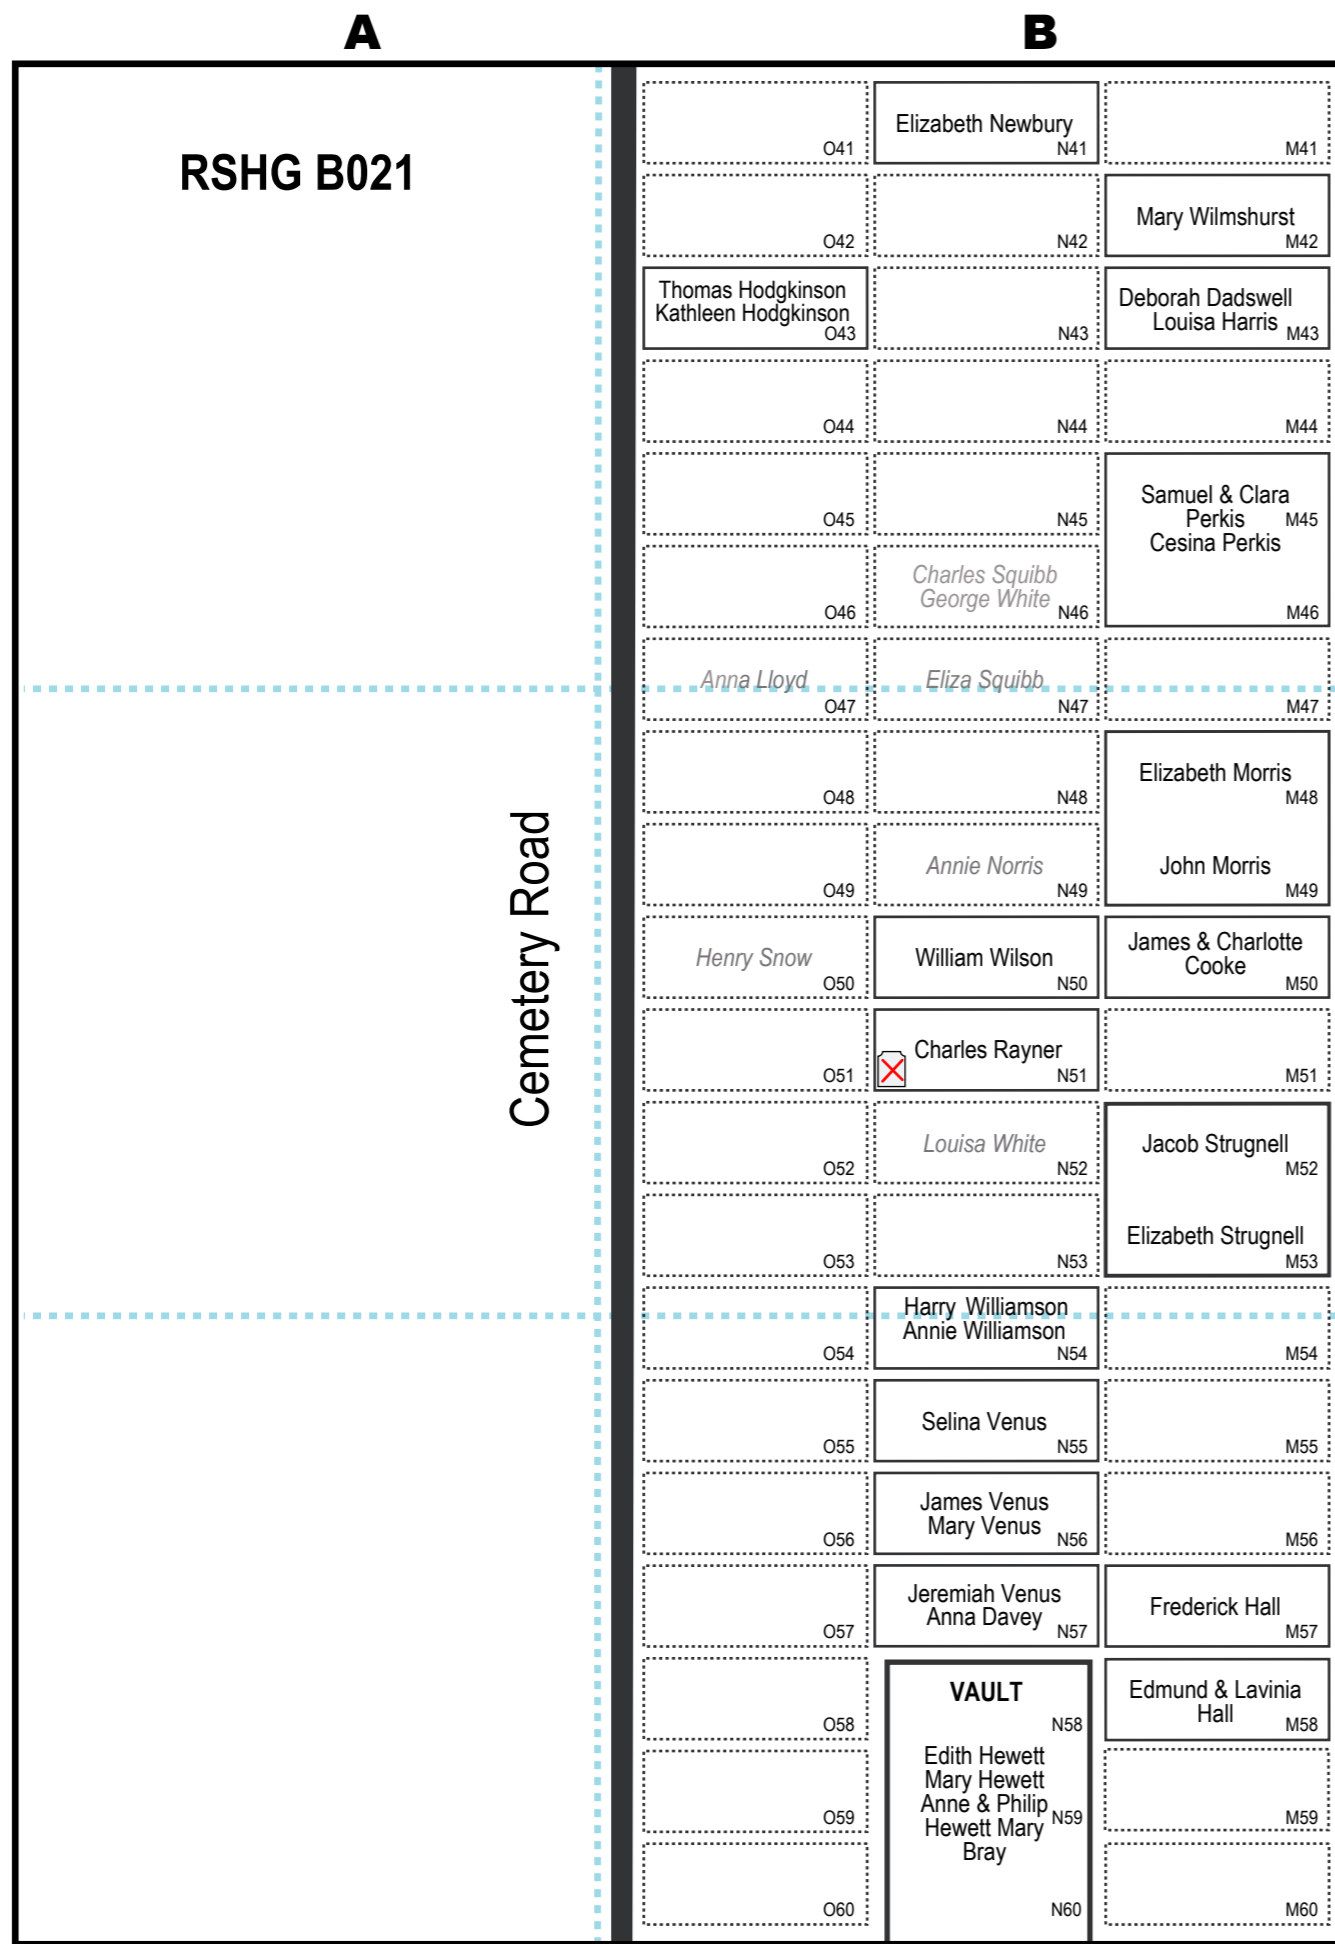 A
B
RSHG B021
Cemetery Road
O41
Elizabeth Newbury
N41
M41
O42
N42
Mary Wilmshurst
M42
Thomas Hodgkinson
Kathleen Hodgkinson
O43
N43
Deborah Dadswell
Louisa Harris
M43
O44
N44
M44
O45
N45
Samuel & Clara
Perkis
M45
Cesina Perkis
O46
Charles Squibb
George White
N46
M46
Anna Lloyd
O47
Eliza Squibb
N47
M47
O48
N48
Elizabeth Morris
M48
O49
Annie Norris
N49
John Morris
M49
Henry Snow
O50
William Wilson
N50
James & Charlotte
Cooke
M50
O51
Charles Rayner
N51
M51
O52
Louisa White
N52
Jacob Strugnell
M52
O53
N53
Elizabeth Strugnell
M53
O54
Harry Williamson
Annie Williamson
N54
M54
O55
Selina Venus
N55
M55
O56
James Venus
Mary Venus
N56
M56
O57
Jeremiah Venus
Anna Davey
N57
Frederick Hall
M57
O58
VAULT
N58
Edmund & Lavinia
Hall
M58
O59
Edith Hewett
Mary Hewett
Anne & Philip
N59
Hewett Mary
Bray
M59
O60
N60
M60